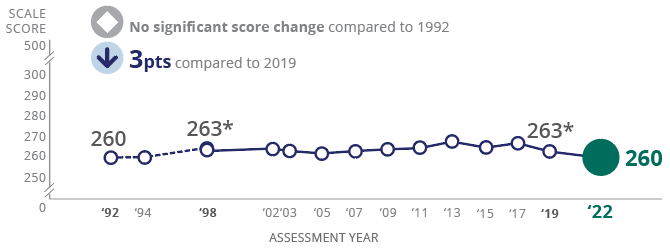 SCALE
SCORE
No significant score change compared to 1992
3pts compared to 2019
500
300
290
280
270
260
250
0
260
263*
263*
260
'92 '94 '98 '02 '03 '05 '07 '09 '11 '13 '15 '17 '19 '22
ASSESSMENT YEAR